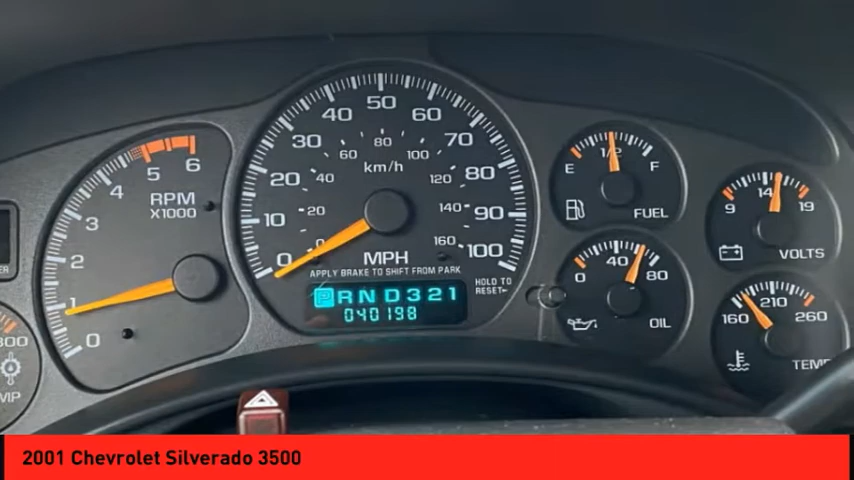 0 1 2 3 4 5 6
RPM
X1000
0 10 20 30 40 50 60 70 80 90 100
0 20 40 60 80 100 120 140 160
km/h
MPH
APPLY BRAKE TO SHIFT FROM PARK
PRND321
040198
HOLD TO
RESET
E 1/2 F
FUEL
0 40 80
OIL
9 14 19
VOLTS
160 210 260
TEMP
300
2001 Chevrolet Silverado 3500